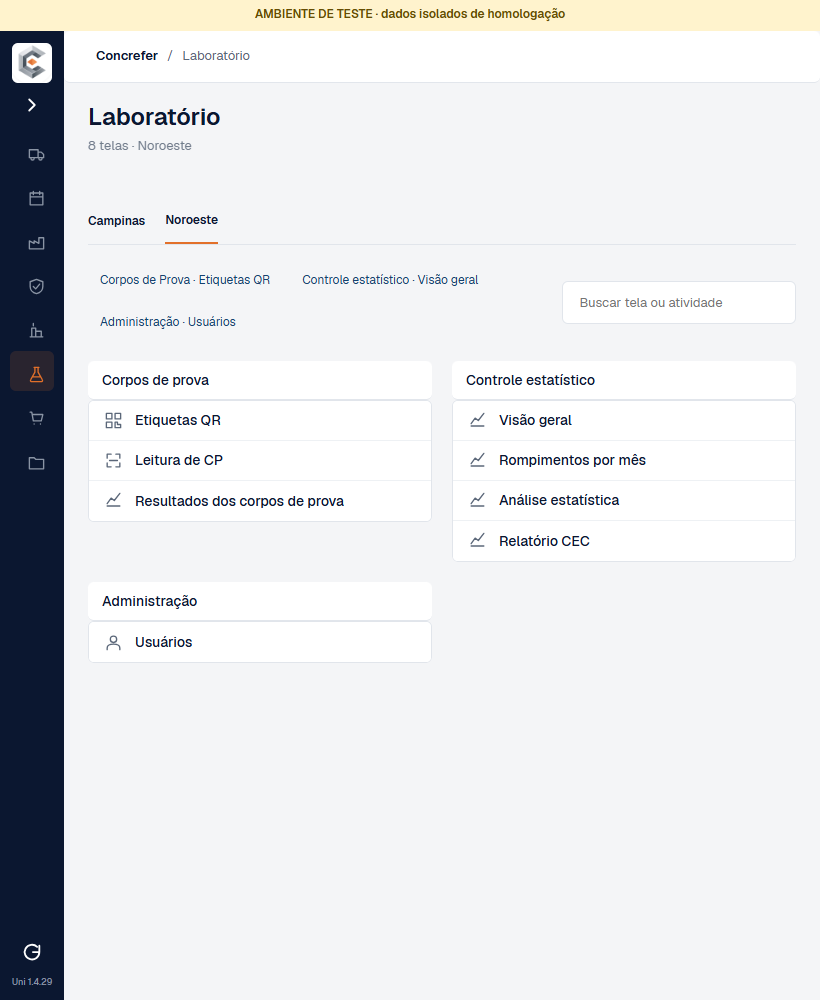 AMBIENTE DE TESTE · dados isolados de homologação
Concrefer / Laboratório
Laboratório
8 telas · Noroeste
Campinas
Noroeste
Corpos de Prova · Etiquetas QR
Controle estatístico · Visão geral
Administração · Usuários
Buscar tela ou atividade
Corpos de prova
Etiquetas QR
Leitura de CP
Resultados dos corpos de prova
Controle estatístico
Visão geral
Rompimentos por mês
Análise estatística
Relatório CEC
Administração
Usuários
Uni 1.4.29